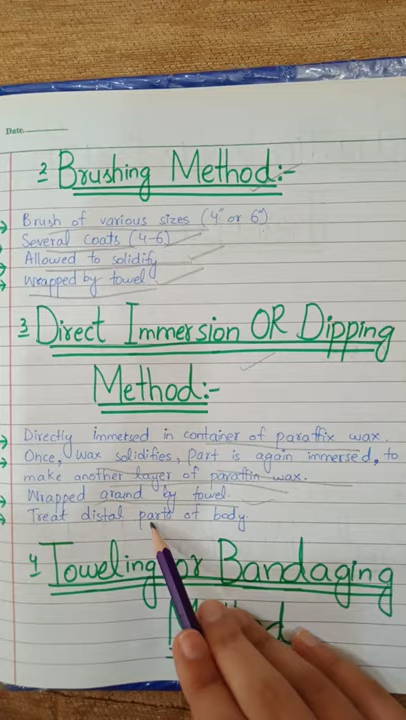 Date.
2 Brushing Method:-
Brush of various sizes (4" or 6")
Several coats (4-6)
Allowed to solidify
Wrapped by towel
3 Direct Immersion OR Dipping
Method:-
Directly immersed in container of paraffix wax.
Once, wax solidifies, part is again immersed, to
make another layer of paraffin wax.
Wrapped arand by towel.
Treat distal parts of body.
4 Toweling or Bandaging